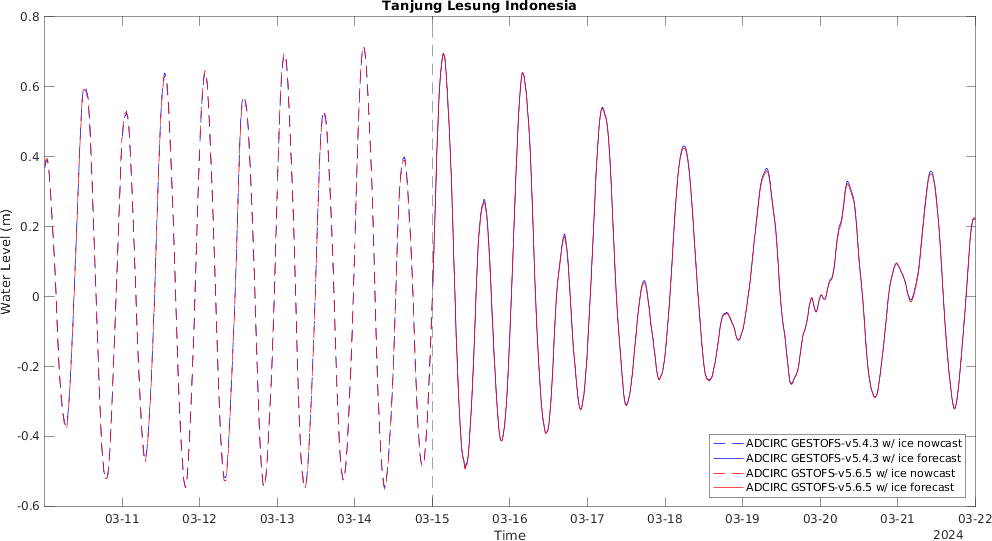 Tanjung Lesung Indonesia
0.8
0.6
0.4
0.2
0
-0.2
-0.4
-0.6
Water Level (m)
ADCIRC GESTOFS-v5.4.3 w/ ice nowcast
ADCIRC GESTOFS-v5.4.3 w/ ice forecast
ADCIRC GSTOFS-v5.6.5 w/ ice nowcast
ADCIRC GSTOFS-v5.6.5 w/ ice forecast
03-11 03-12 03-13 03-14 03-15 03-16 03-17 03-18 03-19 03-20 03-21 03-22
Time
2024